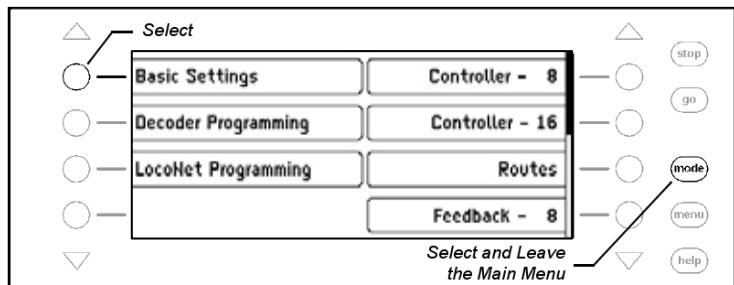 Select
stop
Basic Settings
Controller - 8
go
Decoder Programming
Controller - 16
LocoNet Programming
Routes
mode
Feedback - 8
menu
Select and Leave
the Main Menu
help